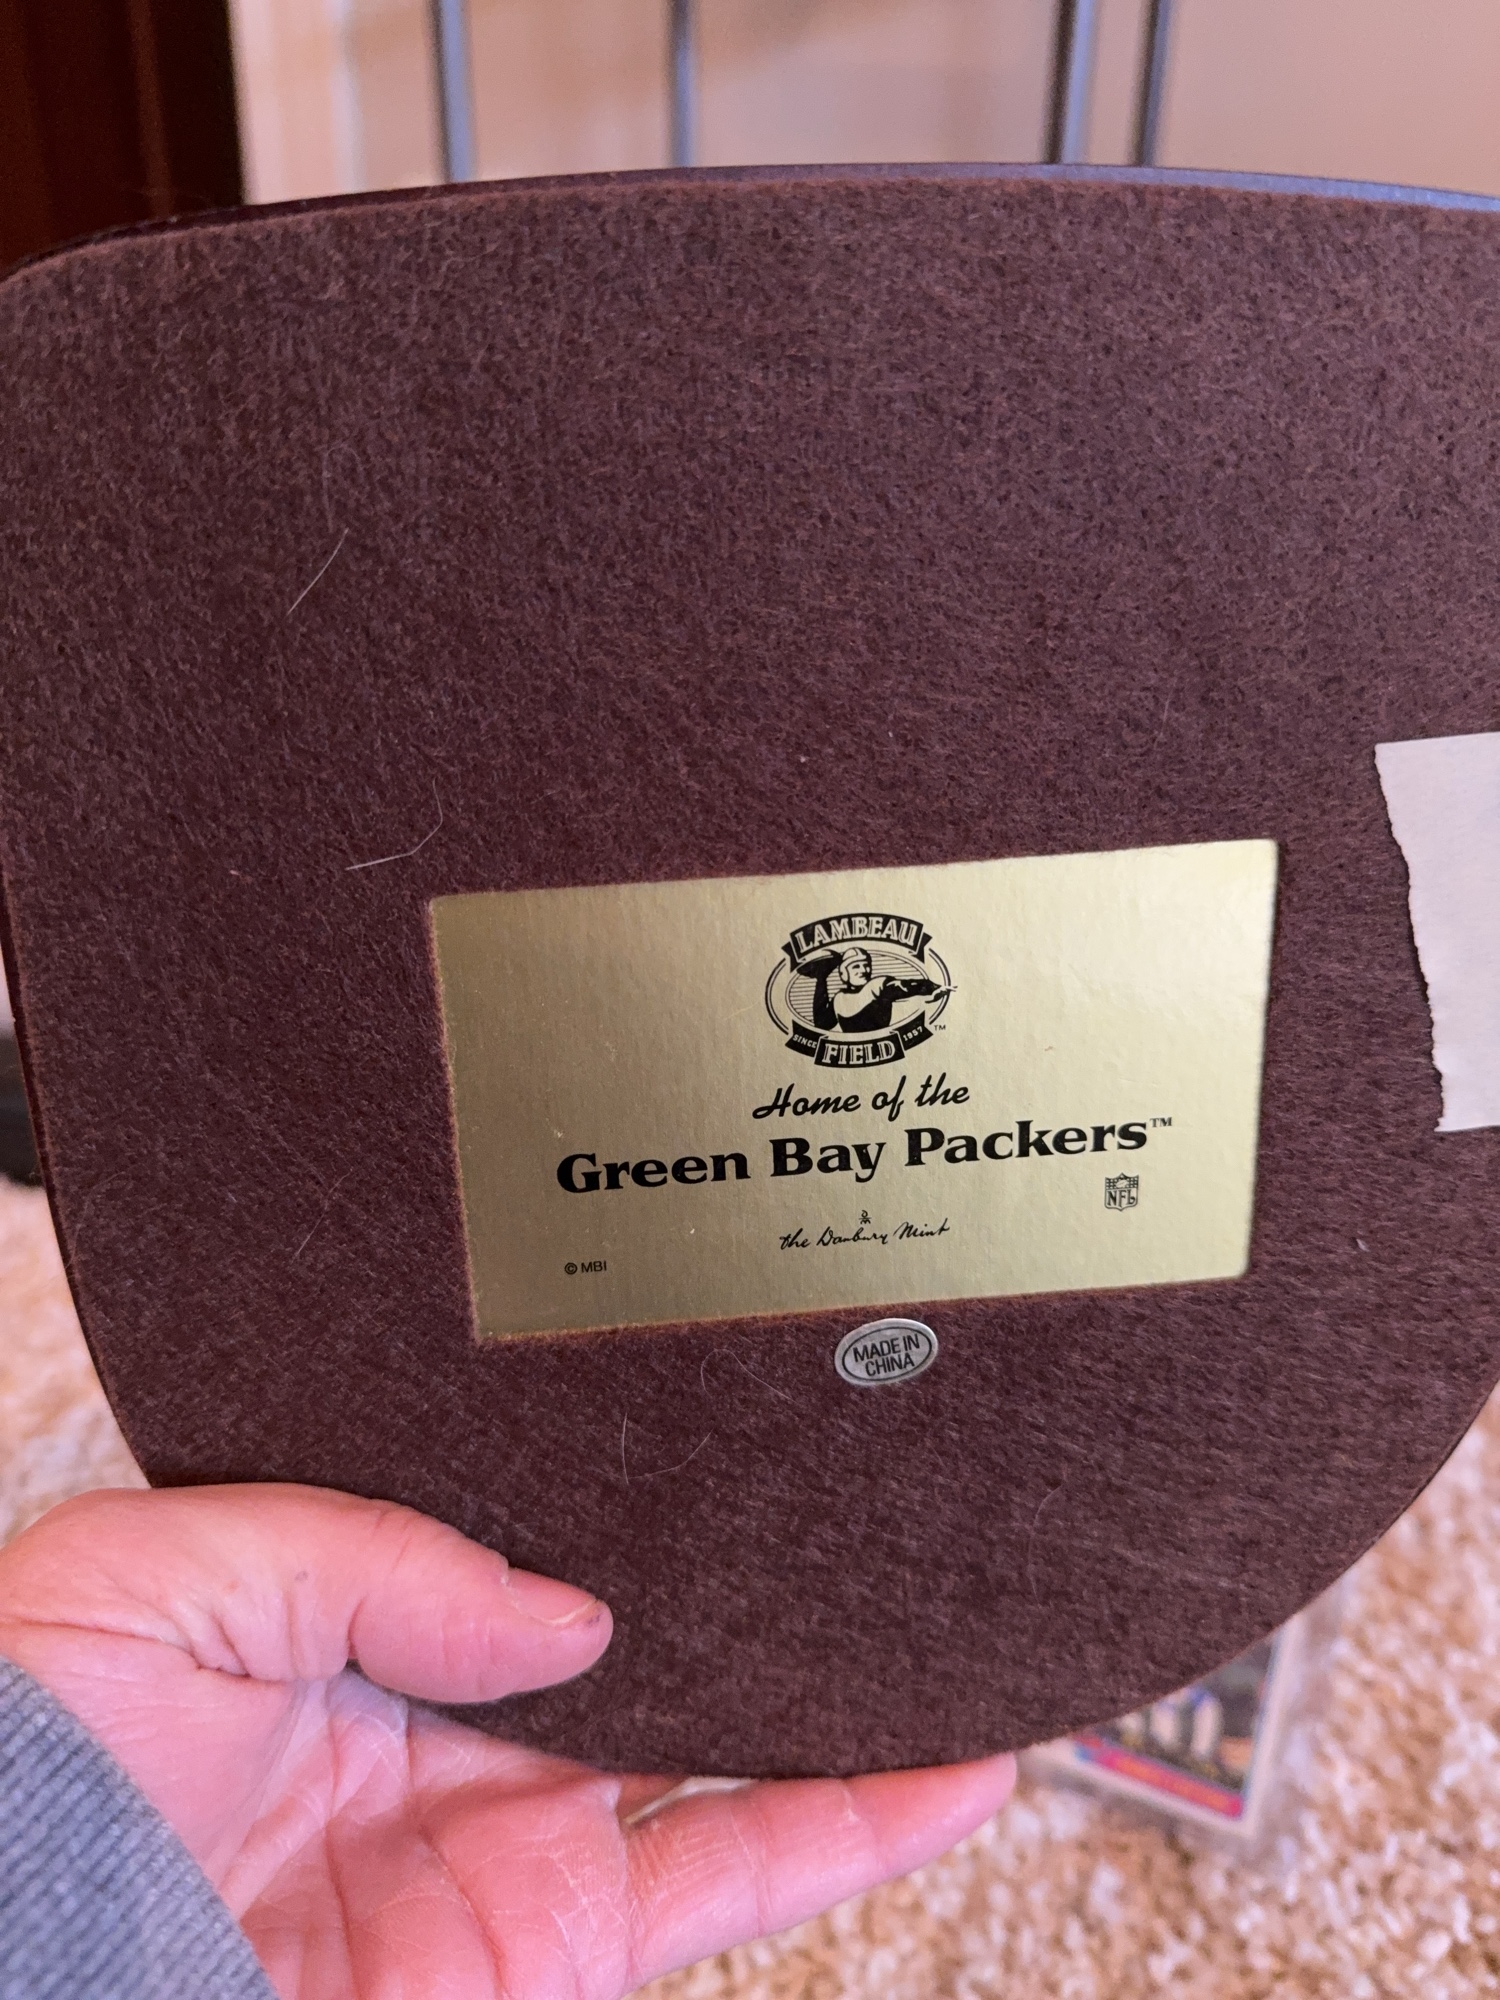 LAMBEAU
SINCE 1957 ™
FIELD
Home of the
Green Bay Packers™
NFL
the Danbury Mint
© MBI
MADE IN
CHINA